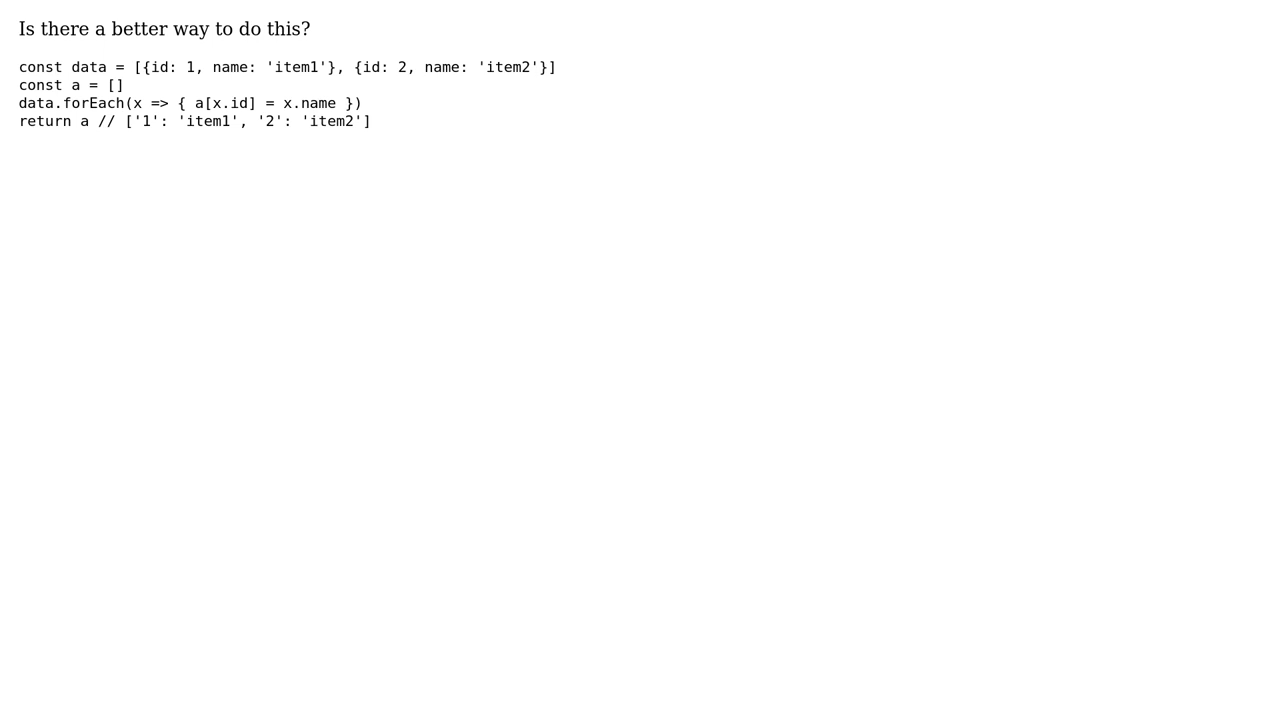 Is there a better way to do this?
const data = [{id: 1, name: 'item1'}, {id: 2, name: 'item2'}]
const a = []
data.forEach(x => { a[x.id] = x.name })
return a // ['1': 'item1', '2': 'item2']